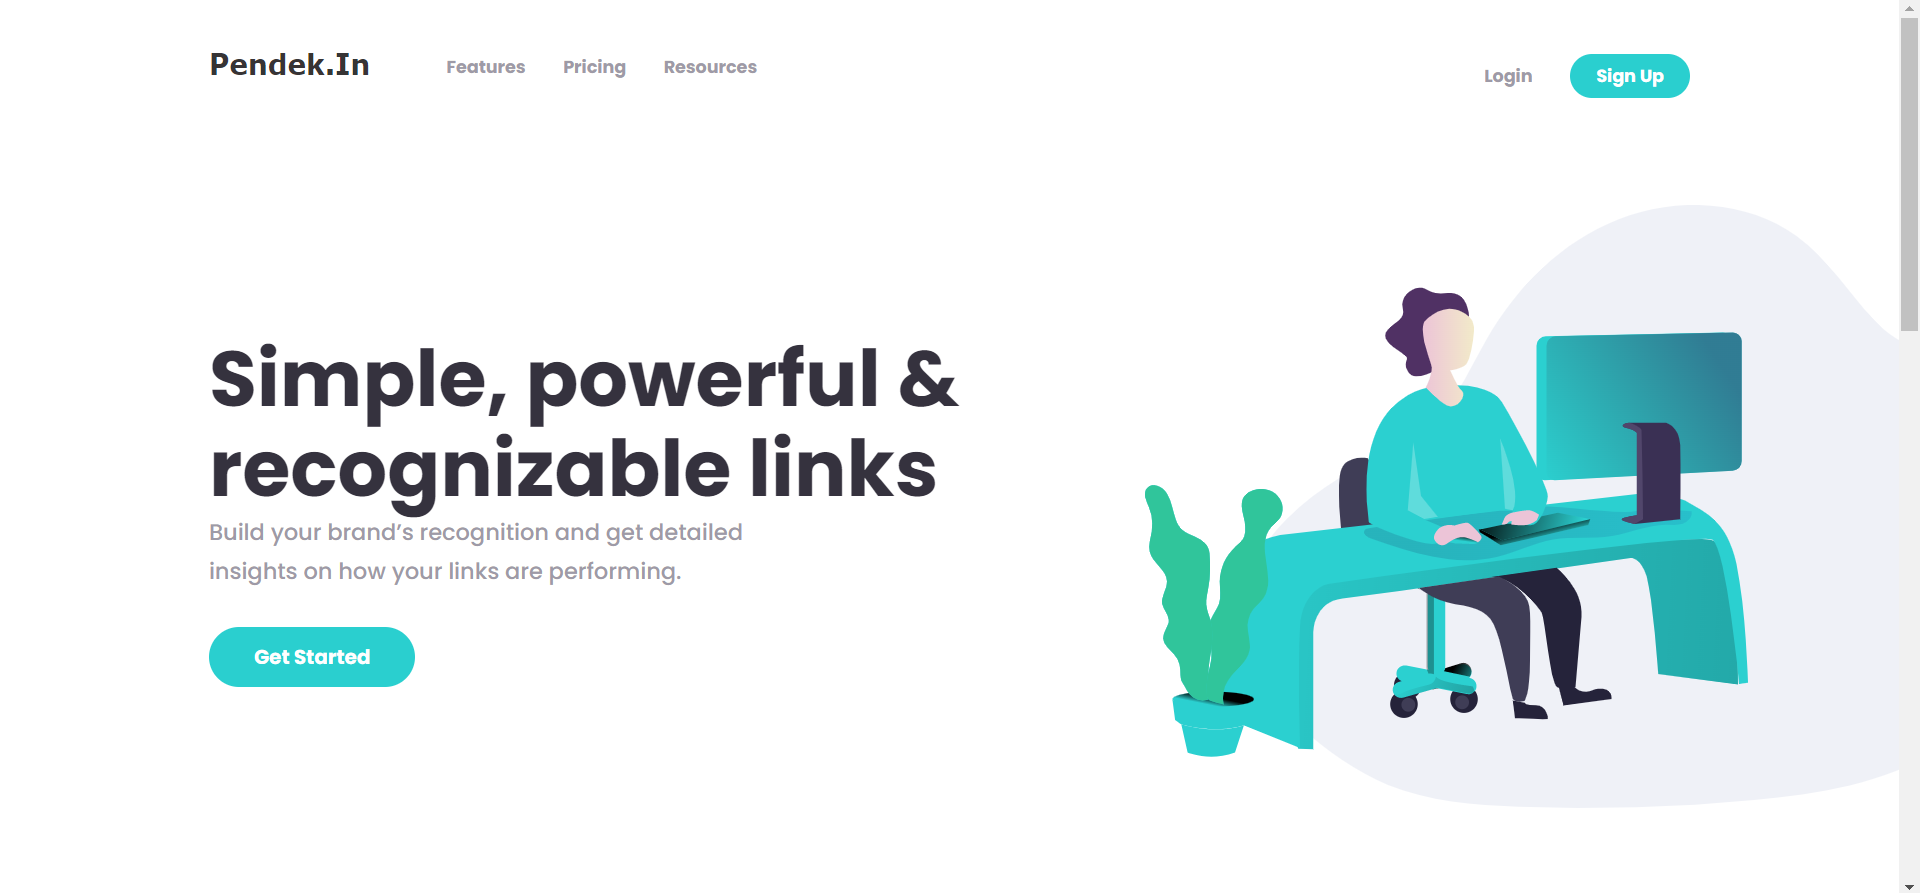 Pendek.In
Features
Pricing
Resources
Login
Sign Up
Simple, powerful &
recognizable links
Build your brand’s recognition and get detailed
insights on how your links are performing.
Get Started